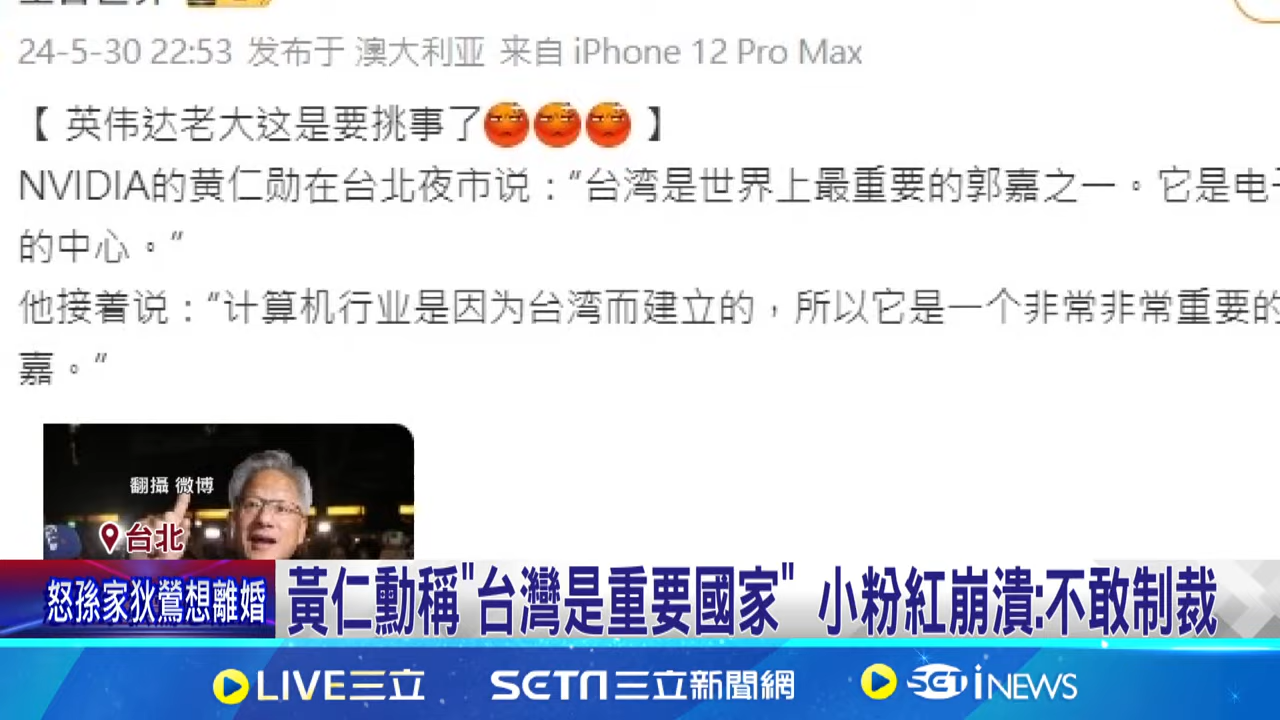 24-5-30 22:53 发布于 澳大利亚 来自 iPhone 12 Pro Max
【 英伟达老大这是要挑事了 】
NVIDIA的黄仁勋在台北夜市说：“台湾是世界上最重要的郭嘉之一。它是电子
的中心。”
他接着说：“计算机行业是因为台湾而建立的，所以它是一个非常非常重要的
嘉。”
翻攝 微博
台北
怒孫家狄鶯想離婚
黃仁勳稱"台灣是重要國家" 小粉紅崩潰:不敢制裁
LIVE三立
SETN三立新聞網
SETiNEWS